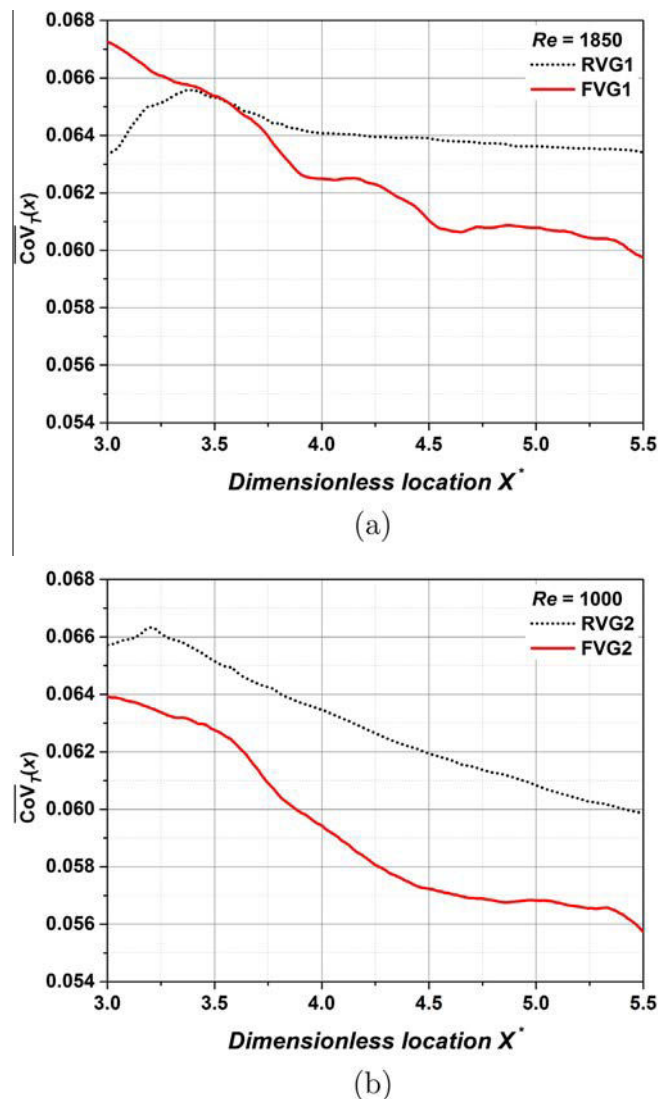 0.068
Re = 1850
RVG1
FVG1
0.066
0.064
0.062
0.060
0.058
0.056
0.054
CoV_T(x)
3.0 3.5 4.0 4.5 5.0 5.5
Dimensionless location X*
(a)
0.068
Re = 1000
RVG2
FVG2
0.066
0.064
0.062
0.060
0.058
0.056
0.054
CoV_T(x)
3.0 3.5 4.0 4.5 5.0 5.5
Dimensionless location X*
(b)